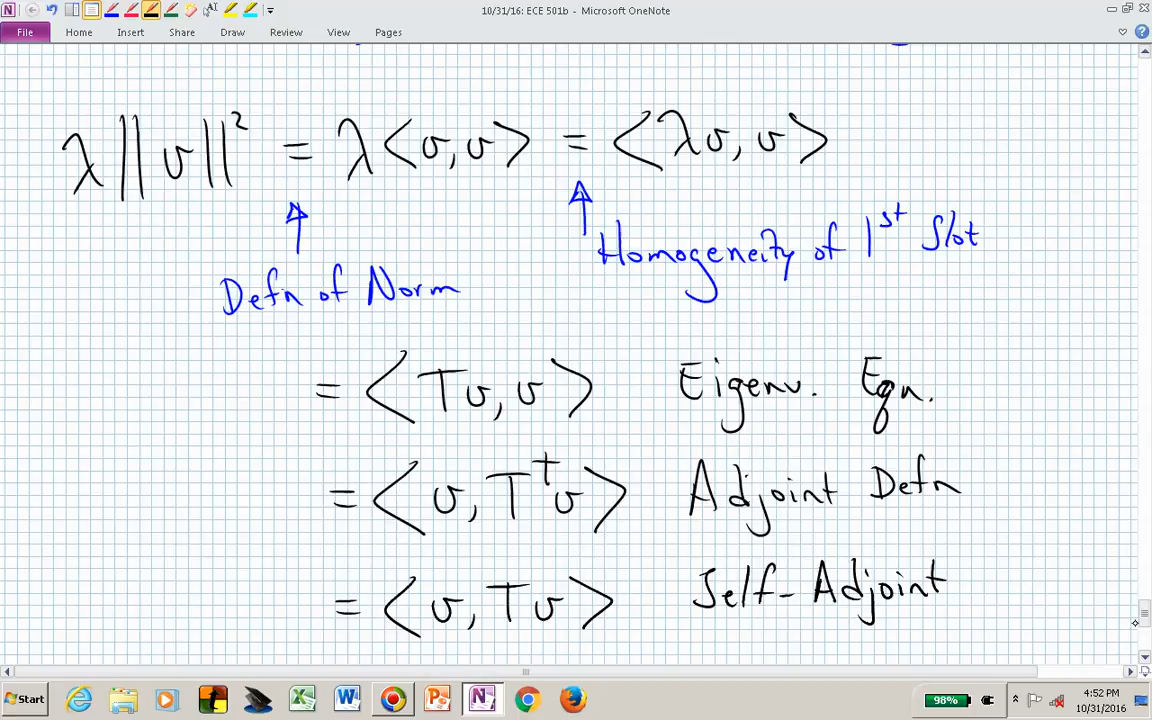 10/31/16: ECE 501b - Microsoft OneNote
File Home Insert Share Draw Review View Pages
λ||v||² = λ<v,v> = <λv, v>
Defn of Norm
Homogeneity of 1st Slot
= <Tv, v> Eigenv. Eqn.
= <v, T†v> Adjoint Defn
= <v, Tv> Self-Adjoint
Start
98%
4:52 PM
10/31/2016